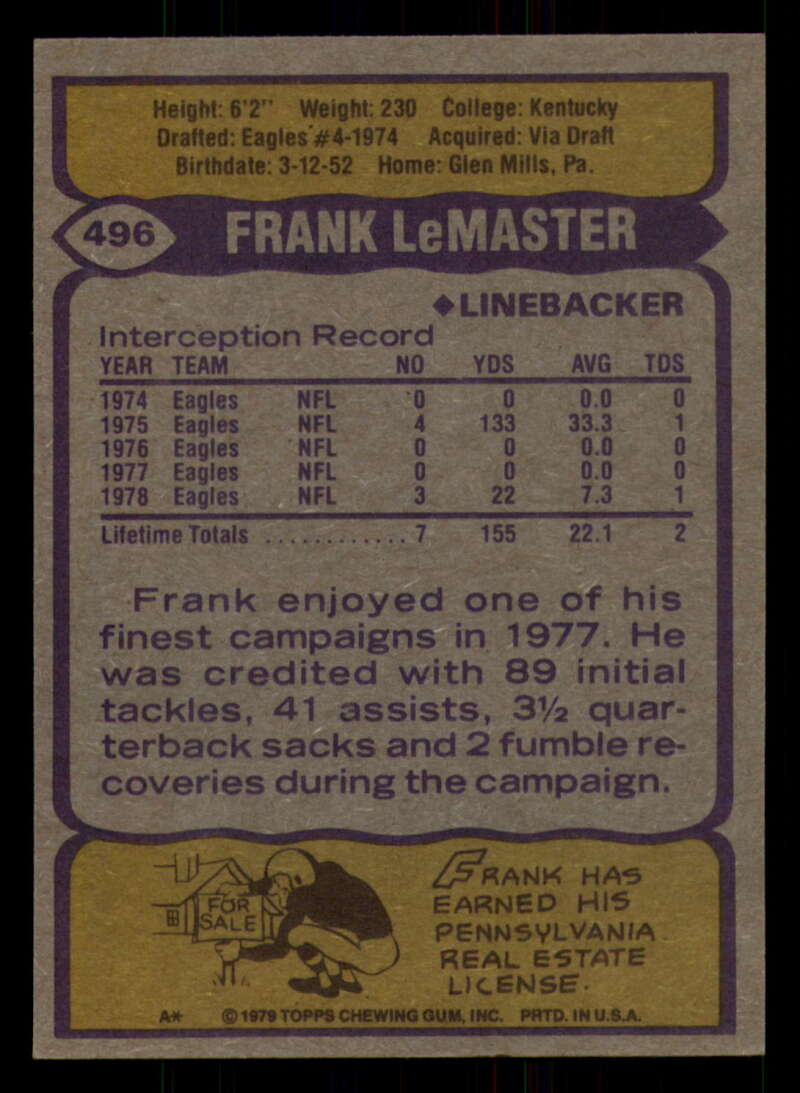 Height: 6'2" Weight: 230 College: Kentucky
Drafted: Eagles #4-1974 Acquired: Via Draft
Birthdate: 3-12-52 Home: Glen Mills, Pa.
496 FRANK LeMASTER
◆LINEBACKER
Interception Record
YEAR TEAM NO YDS AVG TDS
1974 Eagles NFL 0 0 0.0 0
1975 Eagles NFL 4 133 33.3 1
1976 Eagles NFL 0 0 0.0 0
1977 Eagles NFL 0 0 0.0 0
1978 Eagles NFL 3 22 7.3 1
Lifetime Totals ............ 7 155 22.1 2
Frank enjoyed one of his
finest campaigns in 1977. He
was credited with 89 initial
tackles, 41 assists, 3½ quar-
terback sacks and 2 fumble re-
coveries during the campaign.
FOR
SALE
FRANK HAS
EARNED HIS
PENNSYLVANIA
REAL ESTATE
LICENSE.
A* ©1979 TOPPS CHEWING GUM, INC. PRTD. IN U.S.A.